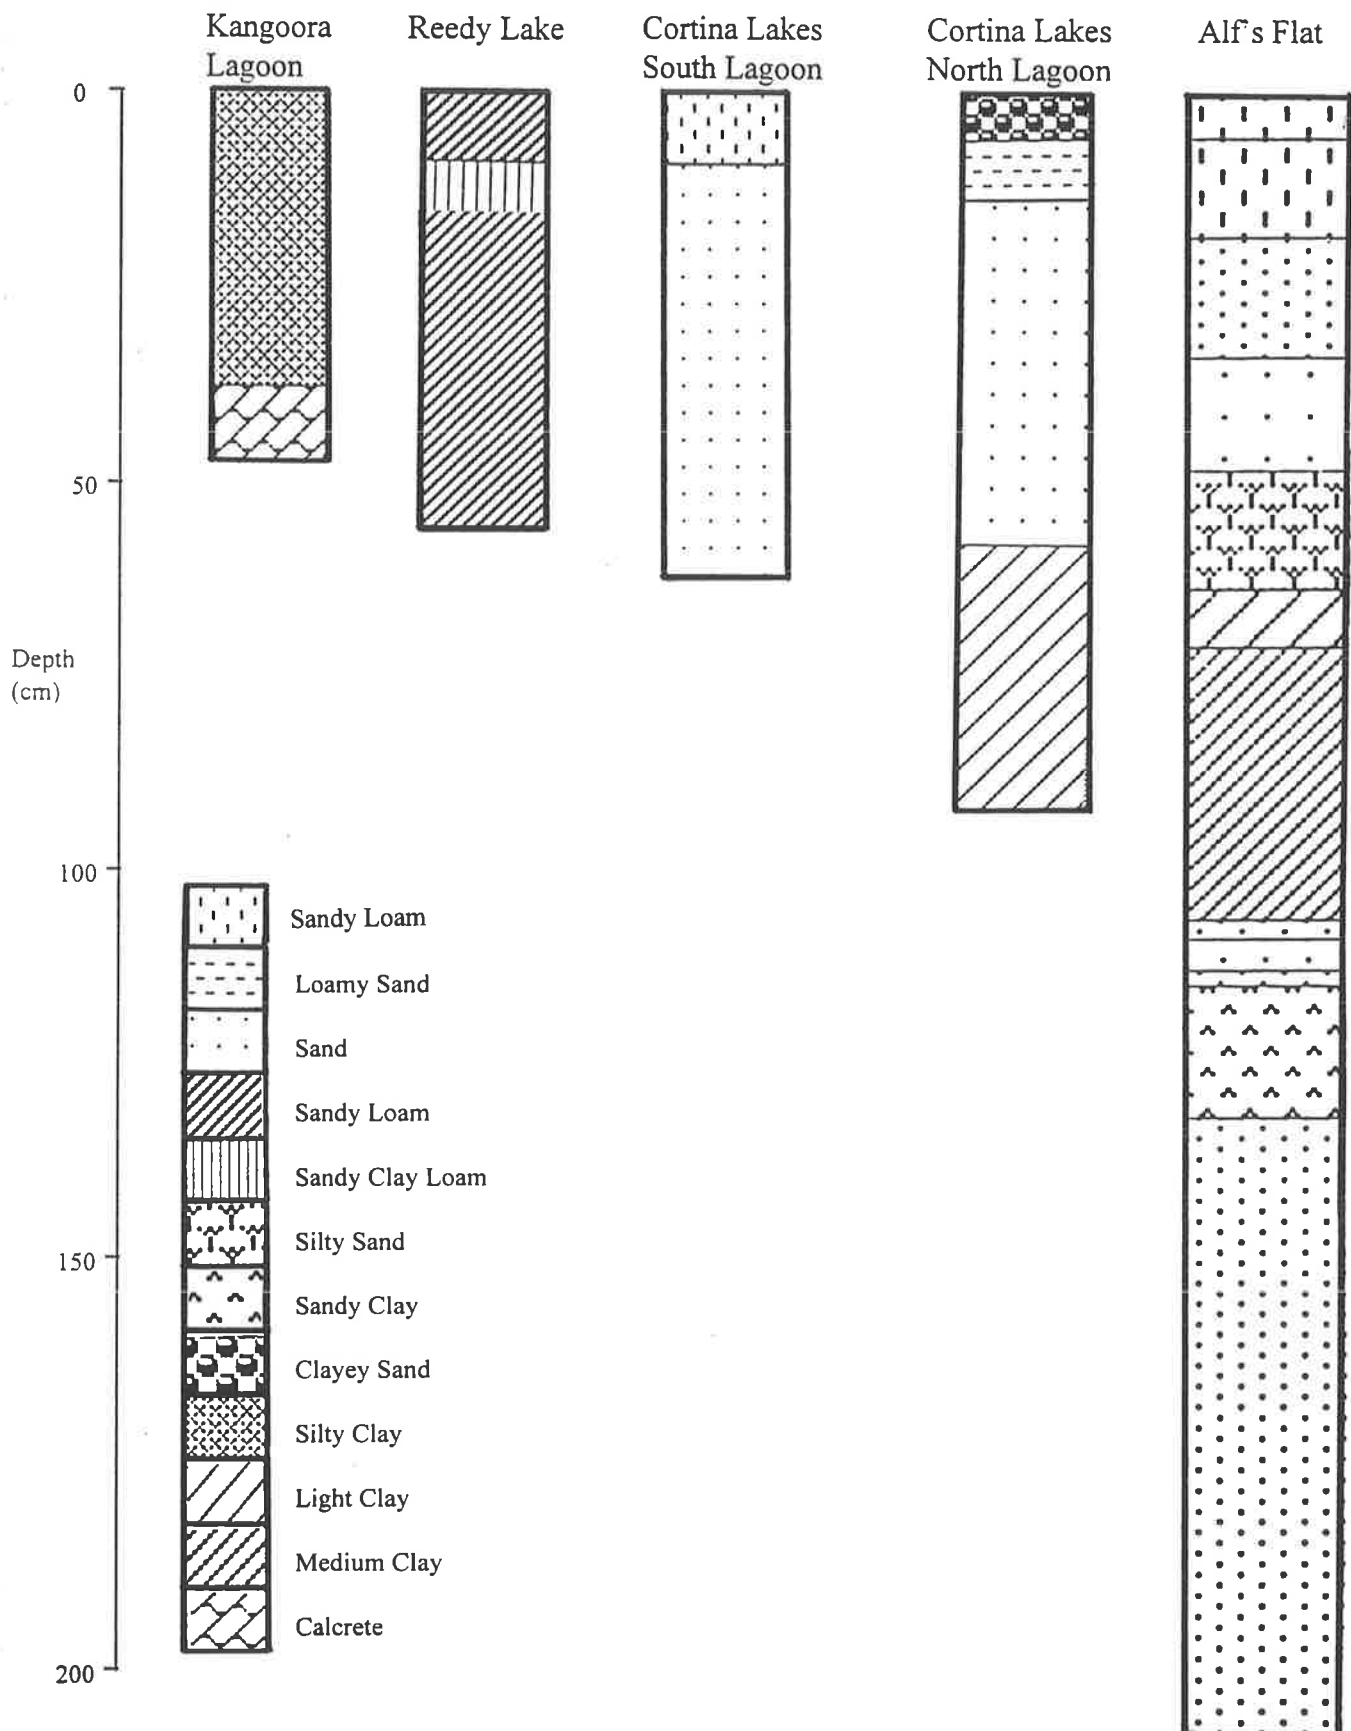 Kangoora
Lagoon
Reedy Lake
Cortina Lakes
South Lagoon
Cortina Lakes
North Lagoon
Alf's Flat
0
50
Depth
(cm)
100
150
200
Sandy Loam
Loamy Sand
Sand
Sandy Loam
Sandy Clay Loam
Silty Sand
Sandy Clay
Clayey Sand
Silty Clay
Light Clay
Medium Clay
Calcrete